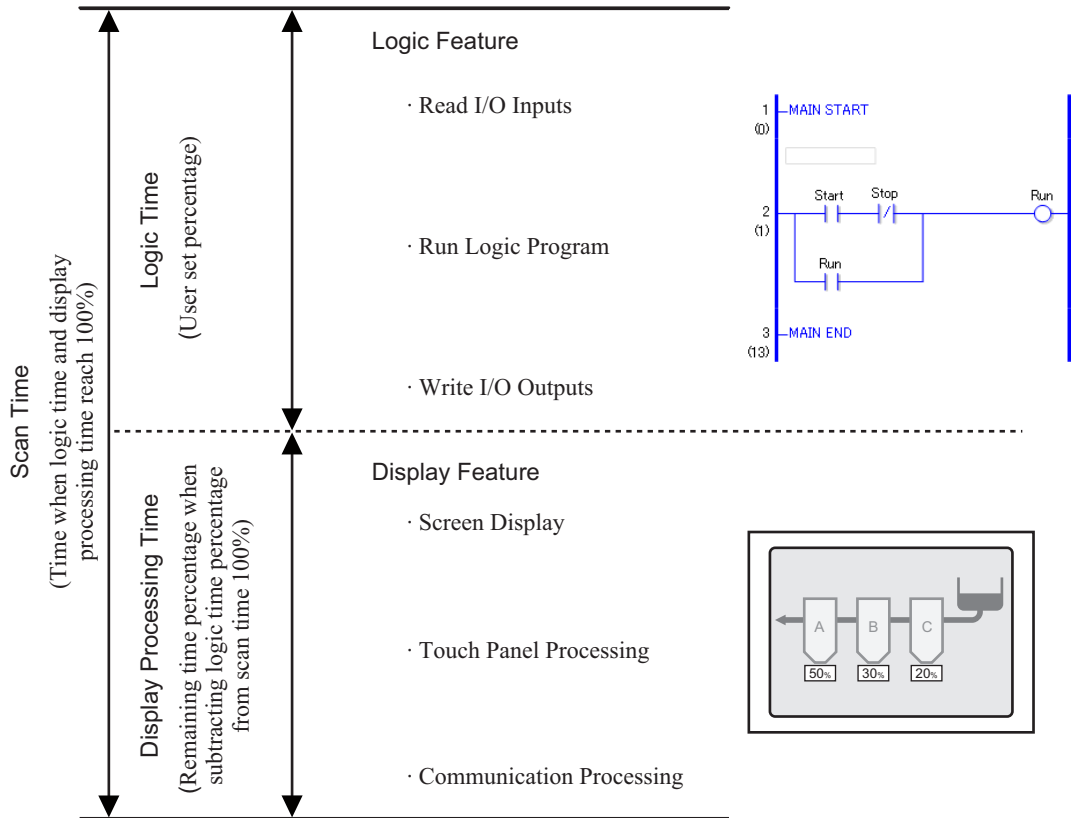 Scan Time
(Time when logic time and display
processing time reach 100%)
Logic Time
(User set percentage)
Logic Feature
· Read I/O Inputs
· Run Logic Program
· Write I/O Outputs
1
(0)
MAIN START
2
(1)
Start
Stop
Run
Run
3
(13)
MAIN END
Display Processing Time
(Remaining time percentage when
subtracting logic time percentage
from scan time 100%)
Display Feature
· Screen Display
· Touch Panel Processing
· Communication Processing
A
B
C
50%
30%
20%